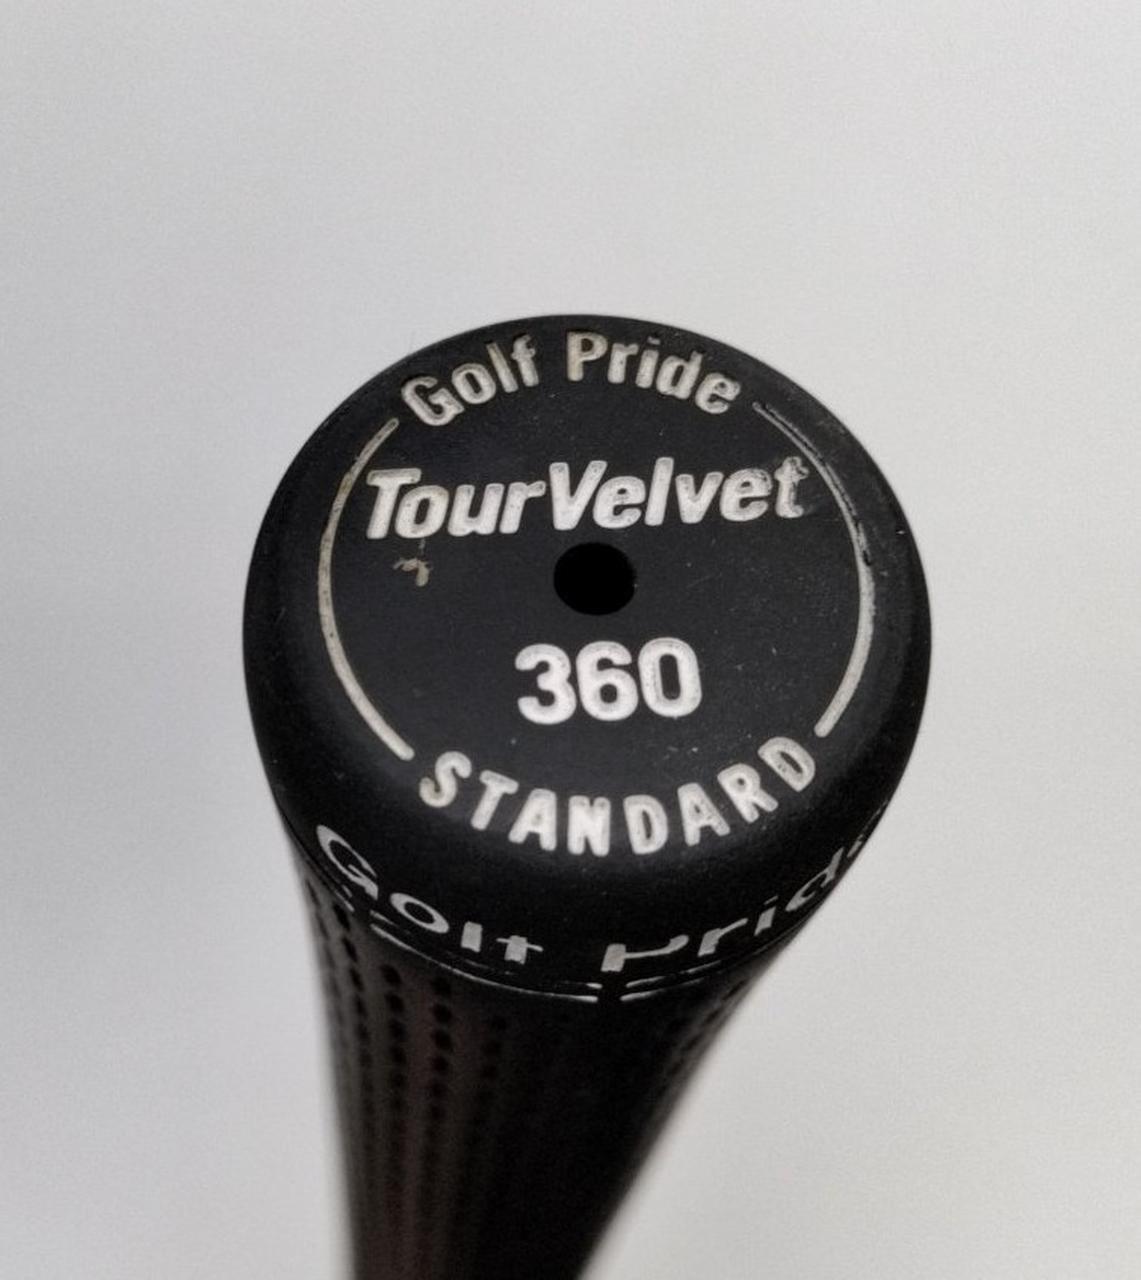 Golf Pride
TourVelvet
360
STANDARD
Golf Pride